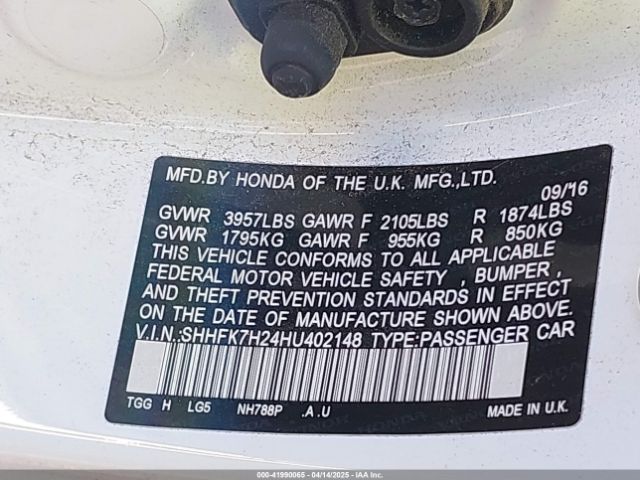 MFD.BY HONDA OF THE U.K. MFG.,LTD.
09/'16
GVWR 3957LBS GAWR F 2105LBS R 1874LBS
GVWR 1795KG GAWR F 955KG R 850KG
THIS VEHICLE CONFORMS TO ALL APPLICABLE
FEDERAL MOTOR VEHICLE SAFETY , BUMPER ,
AND THEFT PREVENTION STANDARDS IN EFFECT
ON THE DATE OF MANUFACTURE SHOWN ABOVE.
V.I.N.:SHHFK7H24HU402148 TYPE:PASSENGER CAR
TGG H LG5 NH788P .A .U MADE IN U.K.
000-41990065 04/14/2025 COPART